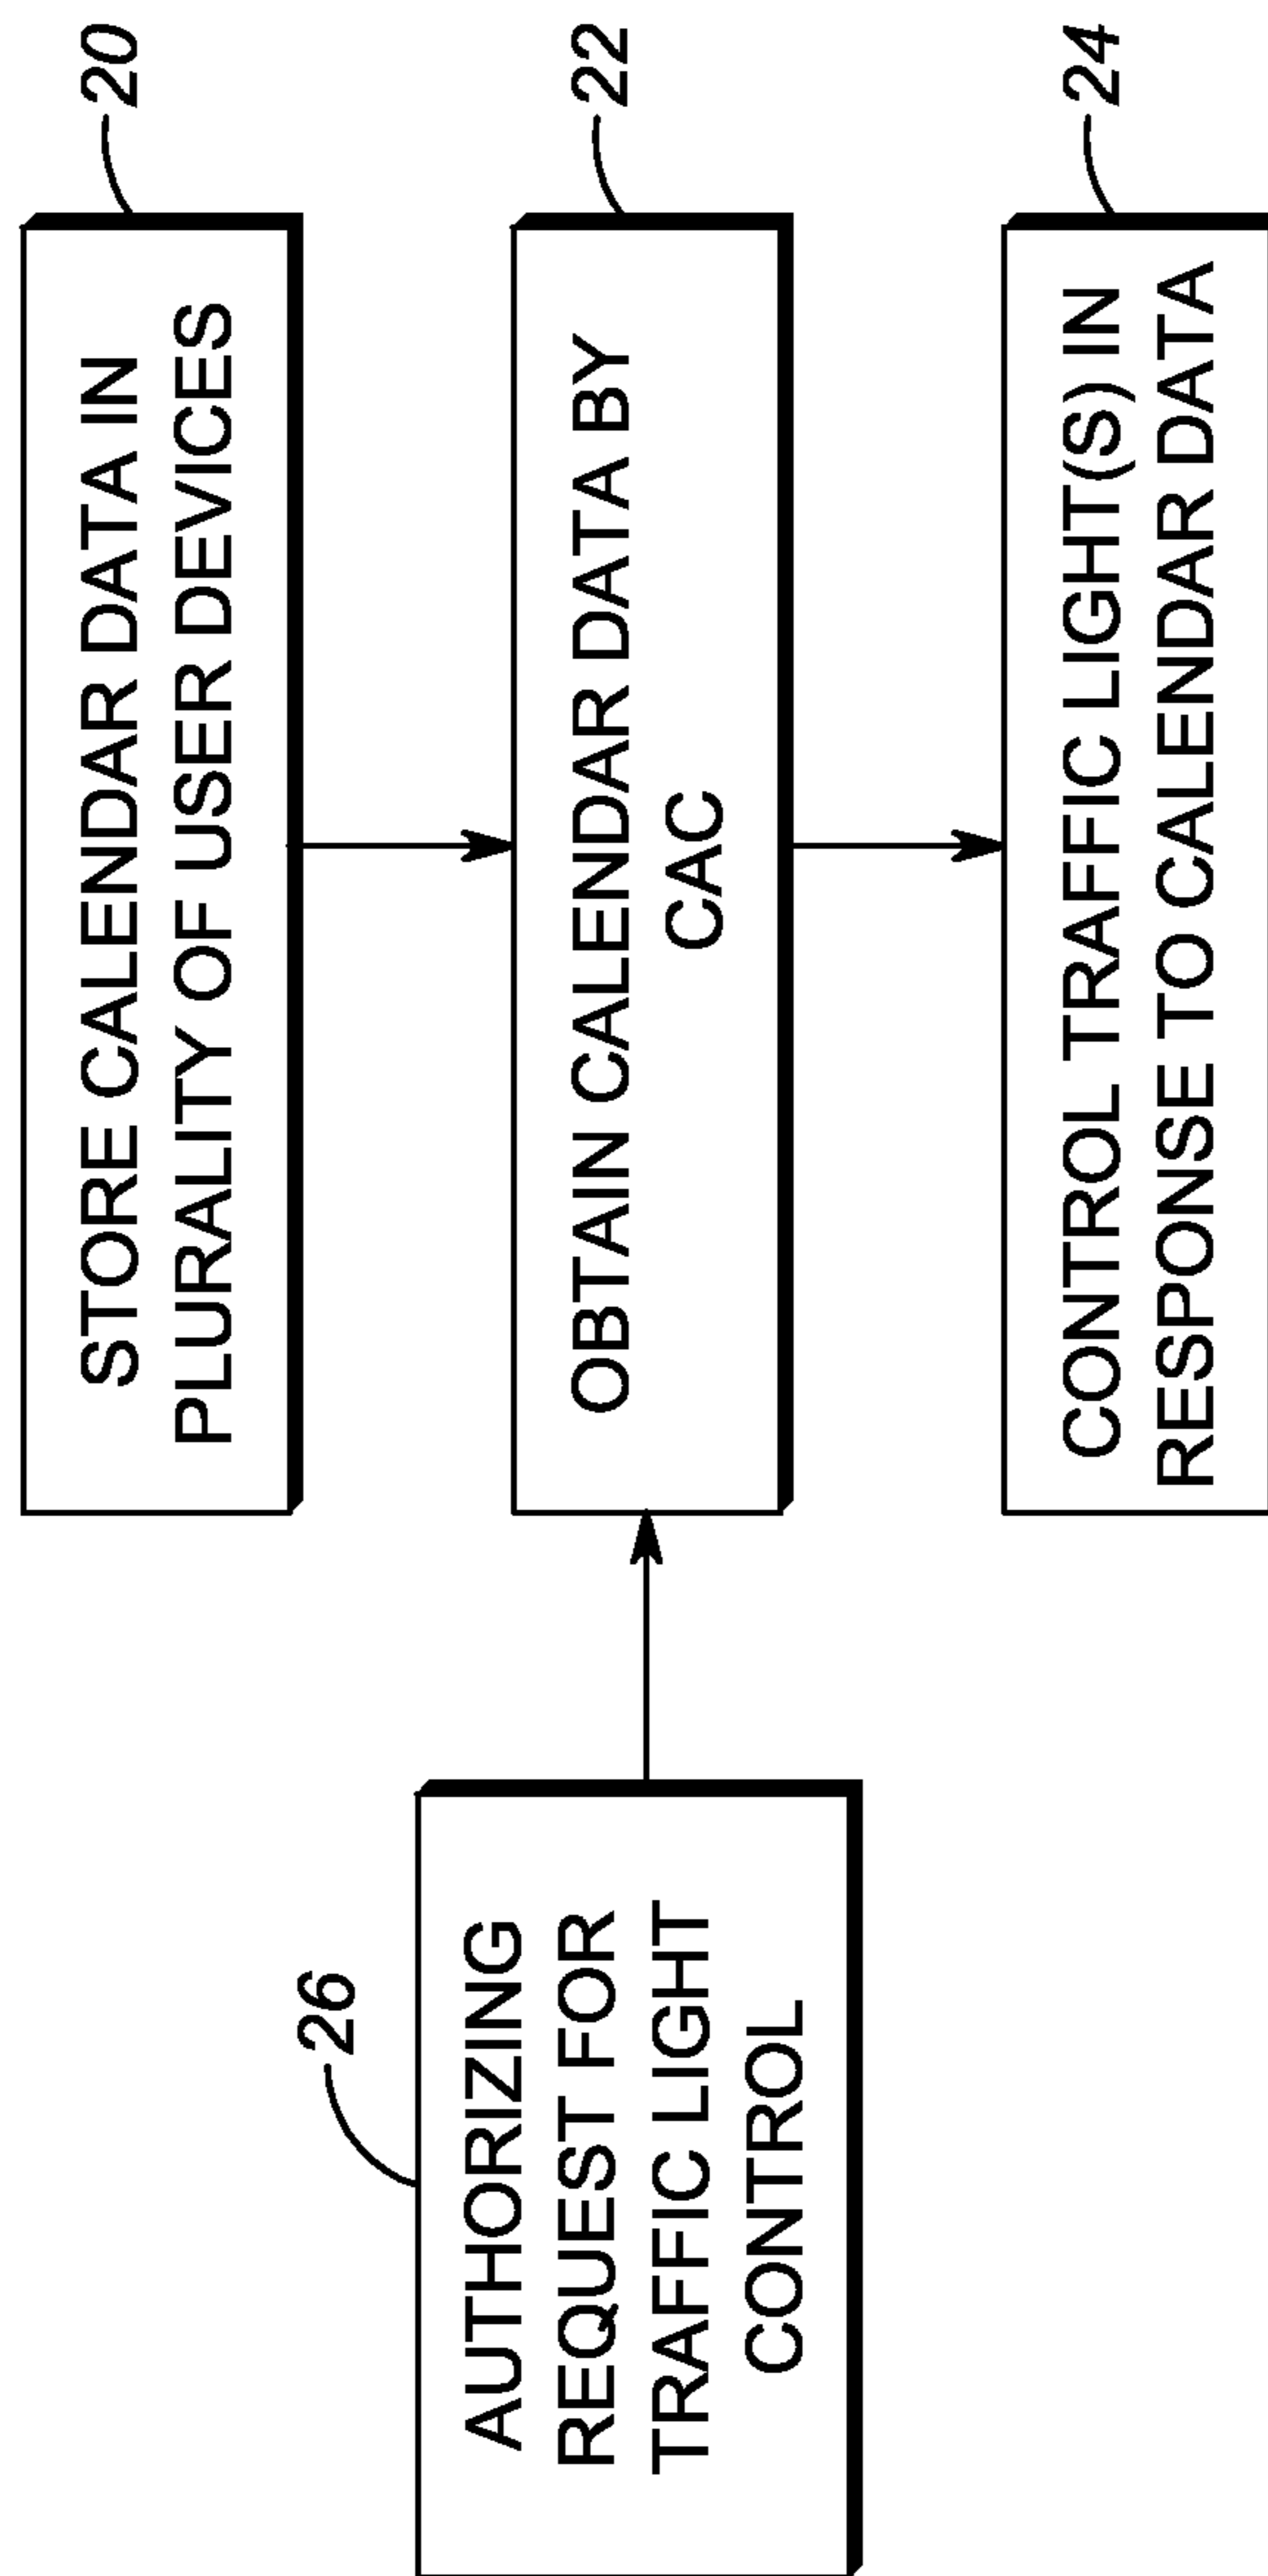 STORE CALENDAR DATA IN
PLURALITY OF USER DEVICES
20
OBTAIN CALENDAR DATA BY
CAC
22
CONTROL TRAFFIC LIGHT(S) IN
RESPONSE TO CALENDAR DATA
24
26
AUTHORIZING
REQUEST FOR
TRAFFIC LIGHT
CONTROL